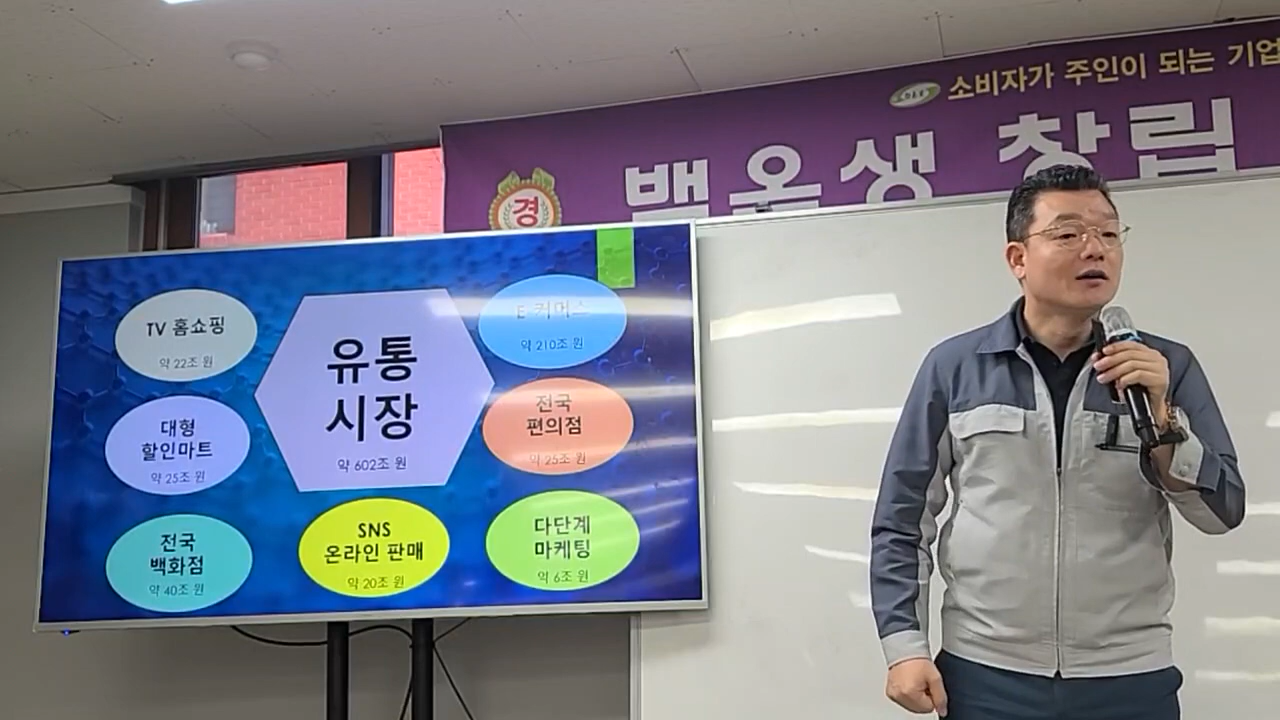 소비자가 주인이 되는 기업
백옹생 창립
경
TV 홈쇼핑
약 22조 원
유통
시장
약 602조 원
E 커머스
약 210조 원
대형
할인마트
약 25조 원
전국
편의점
약 25조 원
전국
백화점
약 40조 원
SNS
온라인 판매
약 20조 원
다단계
마케팅
약 6조 원